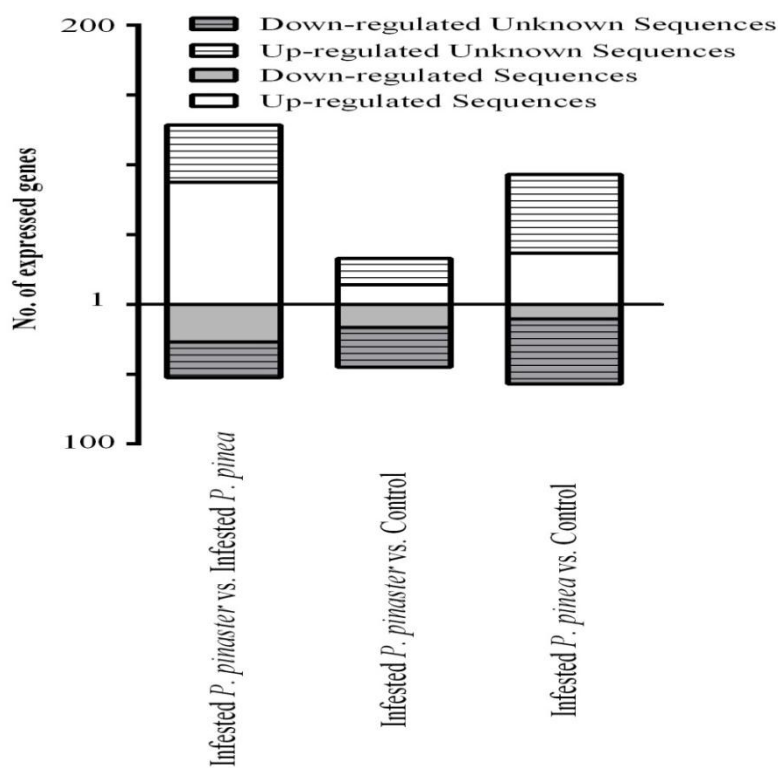 200
Down-regulated Unknown Sequences
Up-regulated Unknown Sequences
Down-regulated Sequences
Up-regulated Sequences
No. of expressed genes
1
100
Infested P. pinaster vs. Infested P. pinea
Infested P. pinaster vs. Control
Infested P. pinea vs. Control